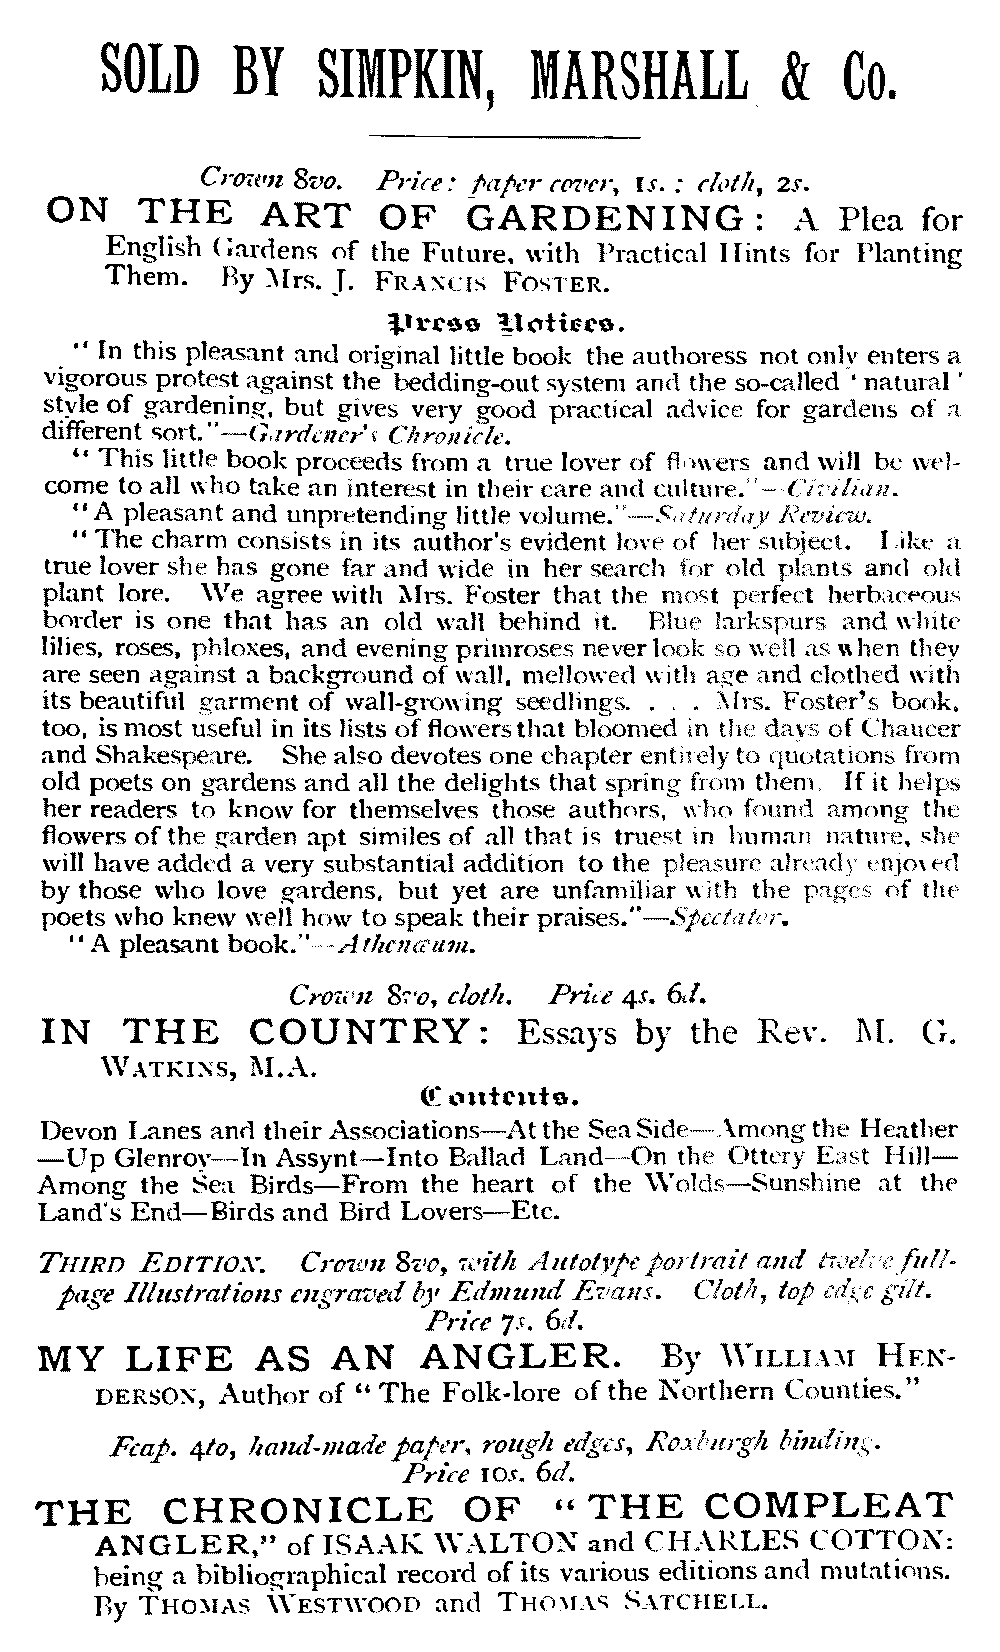 SOLD BY SIMPKIN, MARSHALL & Co.
Crown 8vo. Price: paper cover, 1s.: cloth, 2s.
ON THE ART OF GARDENING: A Plea for
English Gardens of the Future, with Practical Hints for Planting
Them. By Mrs. J. FRANCIS FOSTER.
Press Notices.
"In this pleasant and original little book the authoress not only enters a
vigorous protest against the bedding-out system and the so-called 'natural'
style of gardening, but gives very good practical advice for gardens of a
different sort."—Gardener's Chronicle.
"This little book proceeds from a true lover of flowers and will be wel-
come to all who take an interest in their care and culture."—Civilian.
"A pleasant and unpretending little volume."—Saturday Review.
"The charm consists in its author's evident love of her subject. Like a
true lover she has gone far and wide in her search for old plants and old
plant lore. We agree with Mrs. Foster that the most perfect herbaceous
border is one that has an old wall behind it. Blue larkspurs and white
lilies, roses, phloxes, and evening primroses never look so well as when they
are seen against a background of wall, mellowed with age and clothed with
its beautiful garment of wall-growing seedlings. . . . Mrs. Foster's book,
too, is most useful in its lists of flowers that bloomed in the days of Chaucer
and Shakespeare. She also devotes one chapter entirely to quotations from
old poets on gardens and all the delights that spring from them. If it helps
her readers to know for themselves those authors, who found among the
flowers of the garden apt similes of all that is truest in human nature, she
will have added a very substantial addition to the pleasure already enjoyed
by those who love gardens, but yet are unfamiliar with the pages of the
poets who knew well how to speak their praises."—Spectator.
"A pleasant book."—Athenæum.
Crown 8vo, cloth. Price 4s. 6d.
IN THE COUNTRY: Essays by the Rev. M. G.
WATKINS, M.A.
Contents.
Devon Lanes and their Associations—At the Sea Side—Among the Heather
—Up Glenroy—In Assynt—Into Ballad Land—On the Ottery East Hill—
Among the Sea Birds—From the heart of the Wolds—Sunshine at the
Land's End—Birds and Bird Lovers—Etc.
THIRD EDITION. Crown 8vo, with Autotype portrait and twelve full-
page Illustrations engraved by Edmund Evans. Cloth, top edge gilt.
Price 7s. 6d.
MY LIFE AS AN ANGLER. By WILLIAM HEN-
DERSON, Author of "The Folk-lore of the Northern Counties."
Fcap. 4to, hand-made paper, rough edges, Roxburgh binding.
Price 10s. 6d.
THE CHRONICLE OF "THE COMPLEAT
ANGLER," of ISAAK WALTON and CHARLES COTTON:
being a bibliographical record of its various editions and mutations.
By THOMAS WESTWOOD and THOMAS SATCHELL.